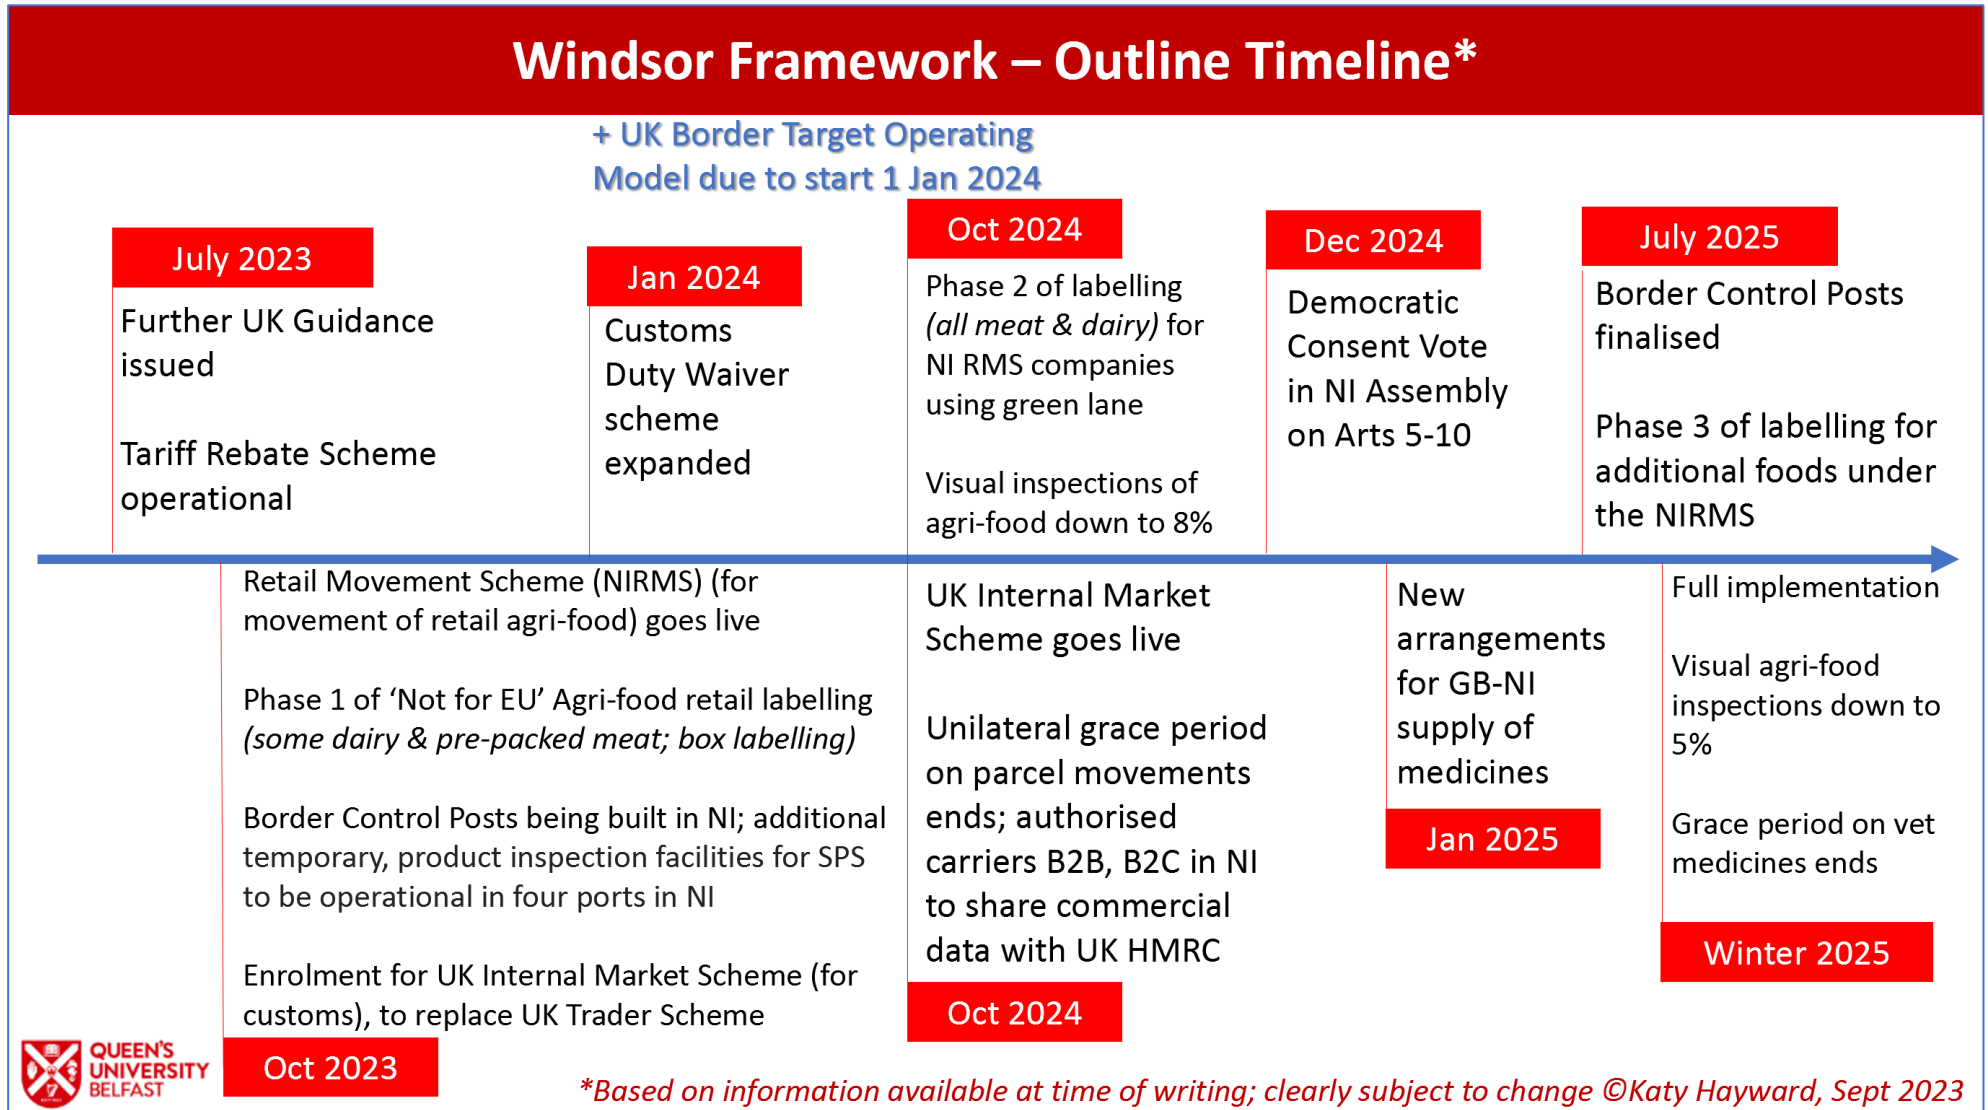 Windsor Framework – Outline Timeline*
+ UK Border Target Operating
Model due to start 1 Jan 2024
July 2023
Further UK Guidance
issued
Tariff Rebate Scheme
operational
Jan 2024
Customs
Duty Waiver
scheme
expanded
Oct 2024
Phase 2 of labelling
(all meat & dairy) for
NI RMS companies
using green lane
Visual inspections of
agri-food down to 8%
Dec 2024
Democratic
Consent Vote
in NI Assembly
on Arts 5-10
July 2025
Border Control Posts
finalised
Phase 3 of labelling for
additional foods under
the NIRMS
Retail Movement Scheme (NIRMS) (for
movement of retail agri-food) goes live
Phase 1 of ‘Not for EU’ Agri-food retail labelling
(some dairy & pre-packed meat; box labelling)
Border Control Posts being built in NI; additional
temporary, product inspection facilities for SPS
to be operational in four ports in NI
Enrolment for UK Internal Market Scheme (for
customs), to replace UK Trader Scheme
Oct 2023
UK Internal Market
Scheme goes live
Unilateral grace period
on parcel movements
ends; authorised
carriers B2B, B2C in NI
to share commercial
data with UK HMRC
Oct 2024
New
arrangements
for GB-NI
supply of
medicines
Jan 2025
Full implementation
Visual agri-food
inspections down to
5%
Grace period on vet
medicines ends
Winter 2025
QUEEN'S
UNIVERSITY
BELFAST
*Based on information available at time of writing; clearly subject to change ©Katy Hayward, Sept 2023